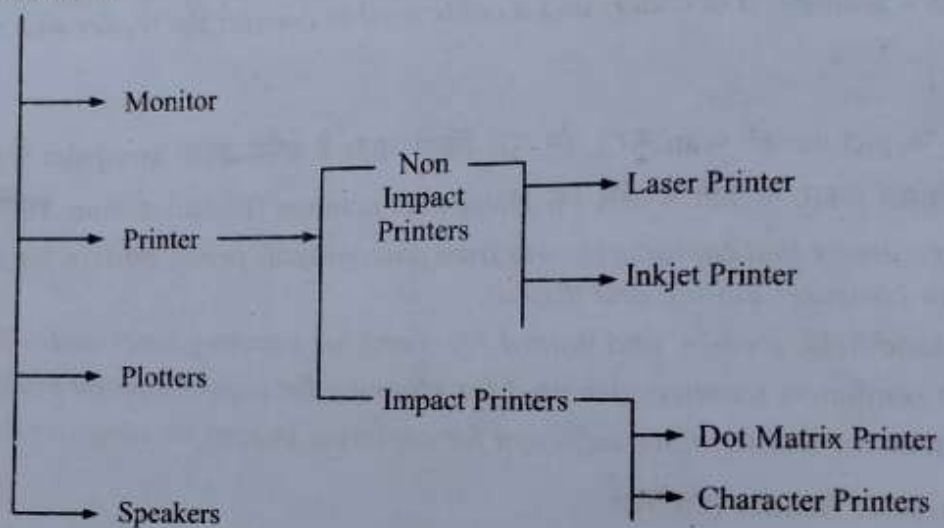 Monitor
Non
Impact
Printers
Laser Printer
Printer
Inkjet Printer
Plotters
Impact Printers
Dot Matrix Printer
Character Printers
Speakers